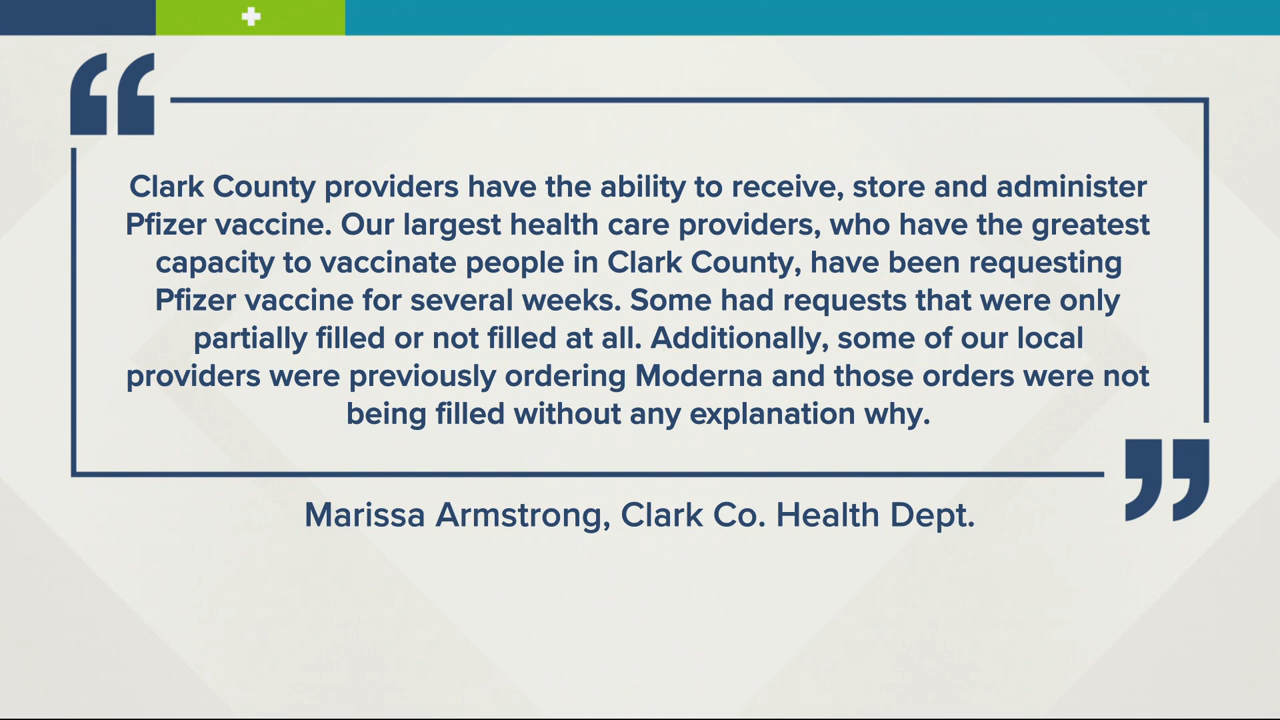 Clark County providers have the ability to receive, store and administer
Pfizer vaccine. Our largest health care providers, who have the greatest
capacity to vaccinate people in Clark County, have been requesting
Pfizer vaccine for several weeks. Some had requests that were only
partially filled or not filled at all. Additionally, some of our local
providers were previously ordering Moderna and those orders were not
being filled without any explanation why.
Marissa Armstrong, Clark Co. Health Dept.